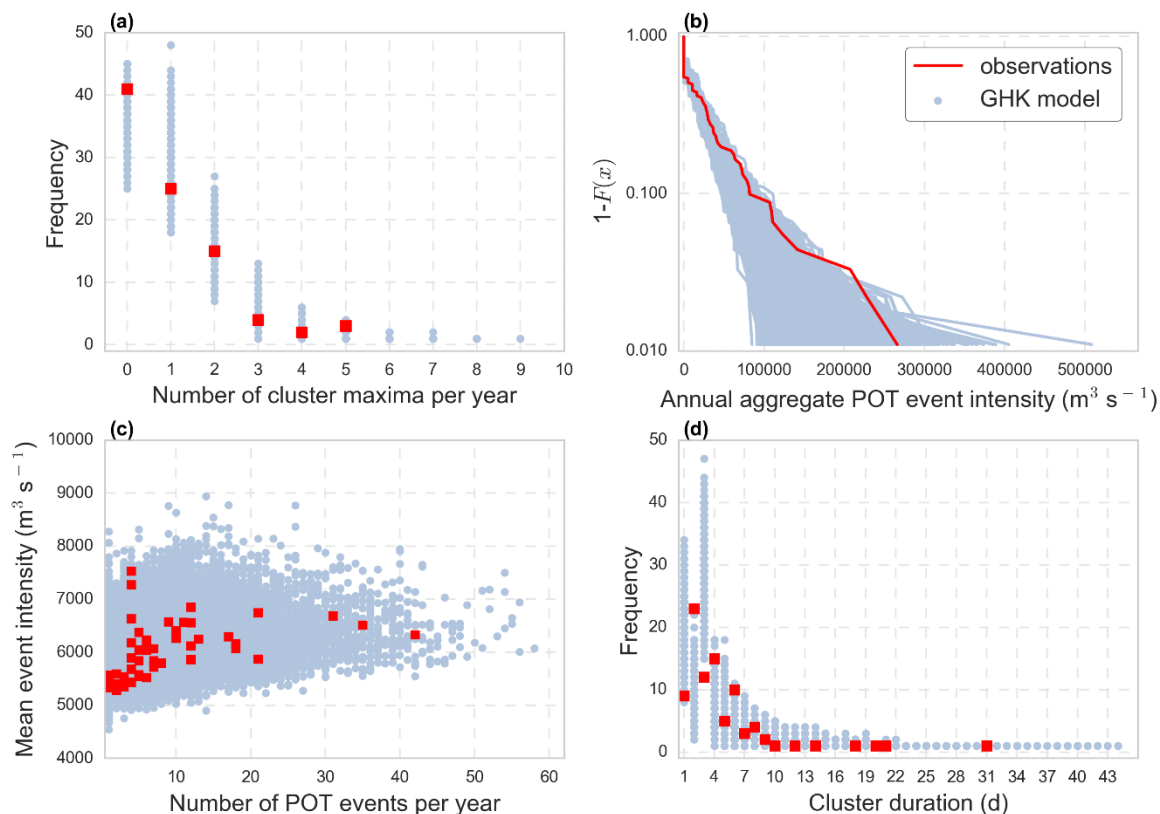 (a)
50
40
30
20
10
0
Frequency
0 1 2 3 4 5 6 7 8 9 10
Number of cluster maxima per year
(b)
1.000
0.100
0.010
1-F(x)
observations
GHK model
0 100000 200000 300000 400000 500000
Annual aggregate POT event intensity (m³ s⁻¹)
(c)
10000
9000
8000
7000
6000
5000
4000
Mean event intensity (m³ s⁻¹)
10 20 30 40 50 60
Number of POT events per year
(d)
50
40
30
20
10
0
Frequency
1 4 7 10 13 16 19 22 25 28 31 34 37 40 43
Cluster duration (d)